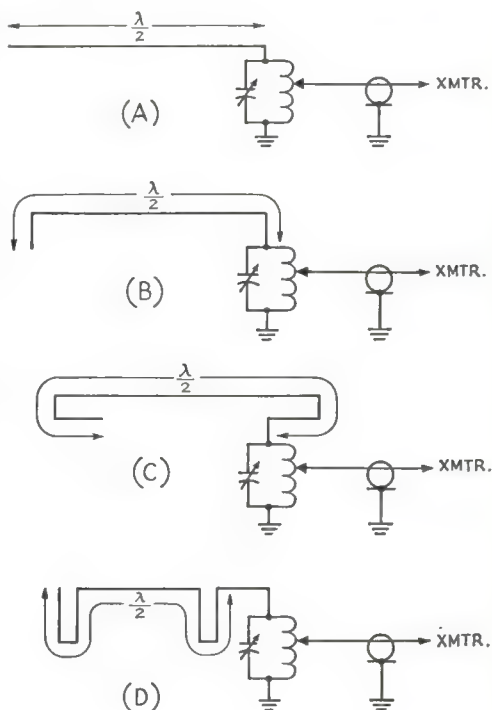 λ/2
XMTR.
(A)
λ/2
XMTR.
(B)
λ/2
XMTR.
(C)
λ/2
XMTR.
(D)